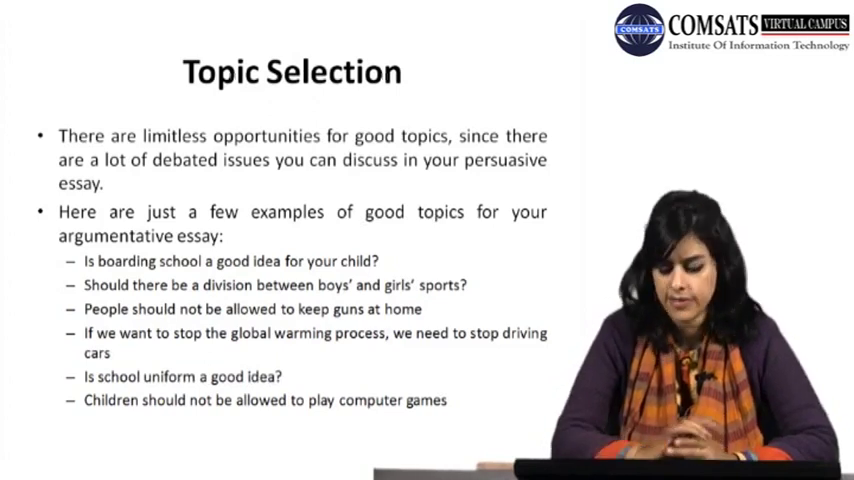 COMSATS VIRTUAL CAMPUS
COMSATS
Institute Of Information Technology
Topic Selection
• There are limitless opportunities for good topics, since there
are a lot of debated issues you can discuss in your persuasive
essay.
• Here are just a few examples of good topics for your
argumentative essay:
– Is boarding school a good idea for your child?
– Should there be a division between boys' and girls' sports?
– People should not be allowed to keep guns at home
– If we want to stop the global warming process, we need to stop driving
cars
– Is school uniform a good idea?
– Children should not be allowed to play computer games